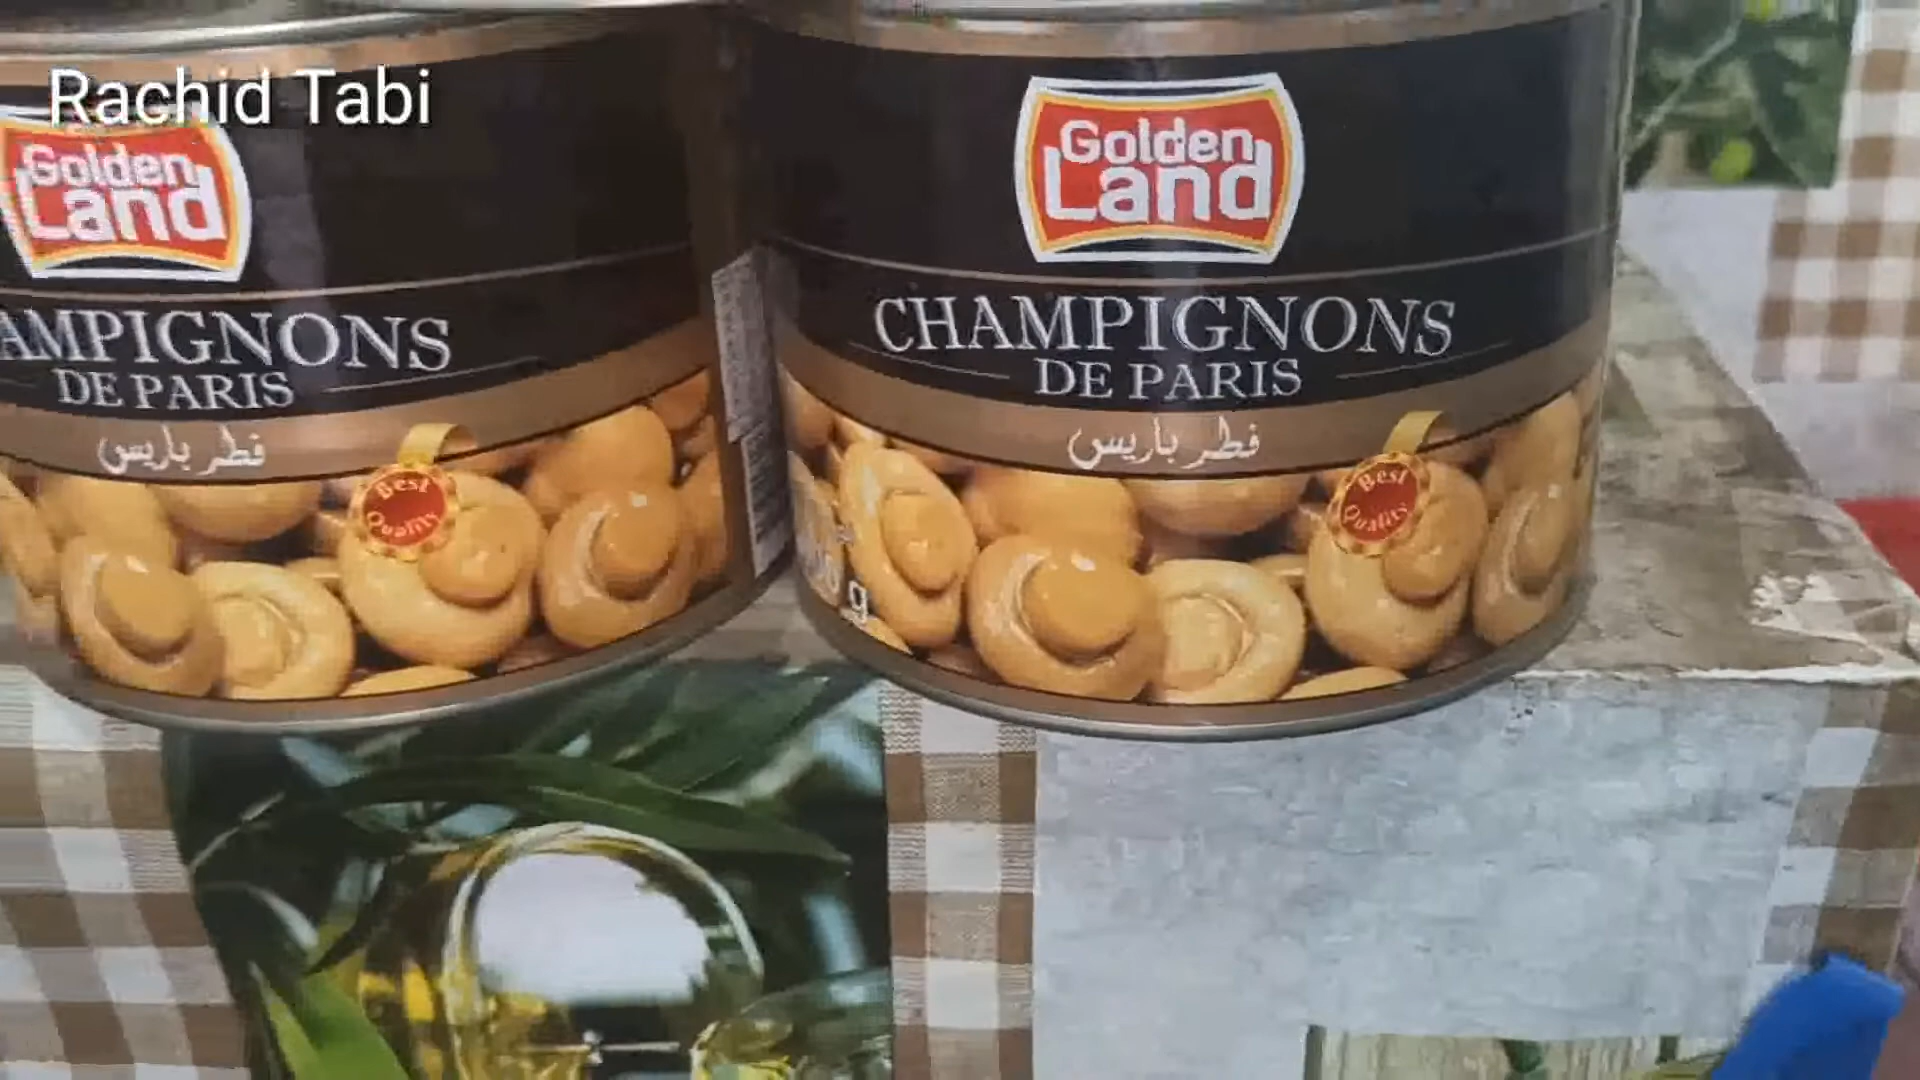 Rachid Tabi
Golden
Land
AMPIGNONS
DE PARIS
فطر باريس
Best
Quality
Golden
Land
CHAMPIGNONS
DE PARIS
فطر باريس
Best
Quality
g